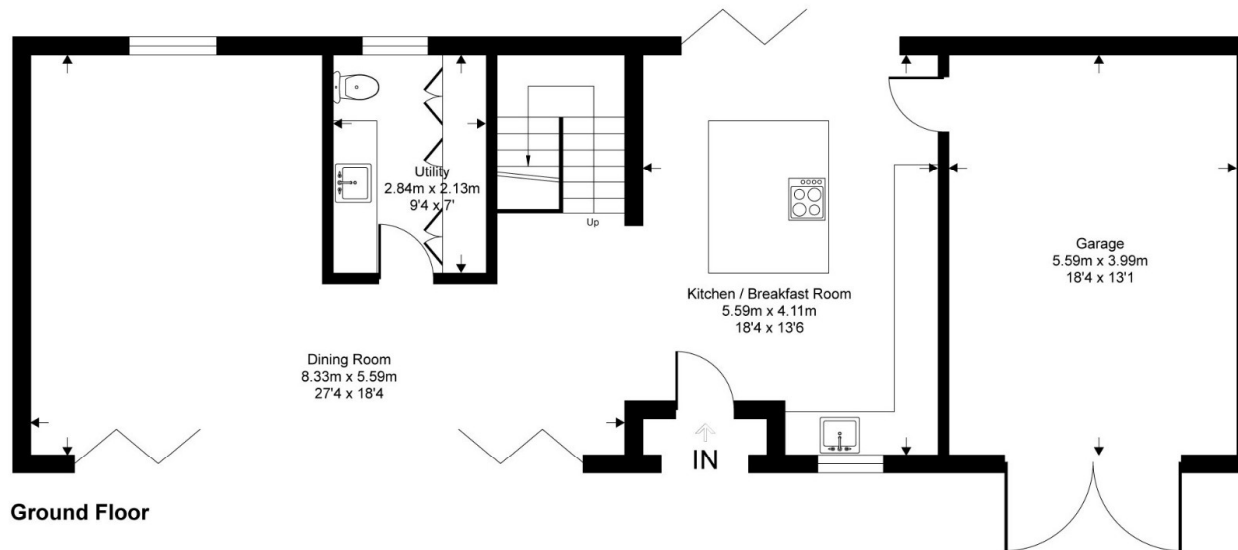 Utility
2.84m x 2.13m
9'4 x 7'
Up
Garage
5.59m x 3.99m
18'4 x 13'1
Kitchen / Breakfast Room
5.59m x 4.11m
18'4 x 13'6
Dining Room
8.33m x 5.59m
27'4 x 18'4
IN
Ground Floor